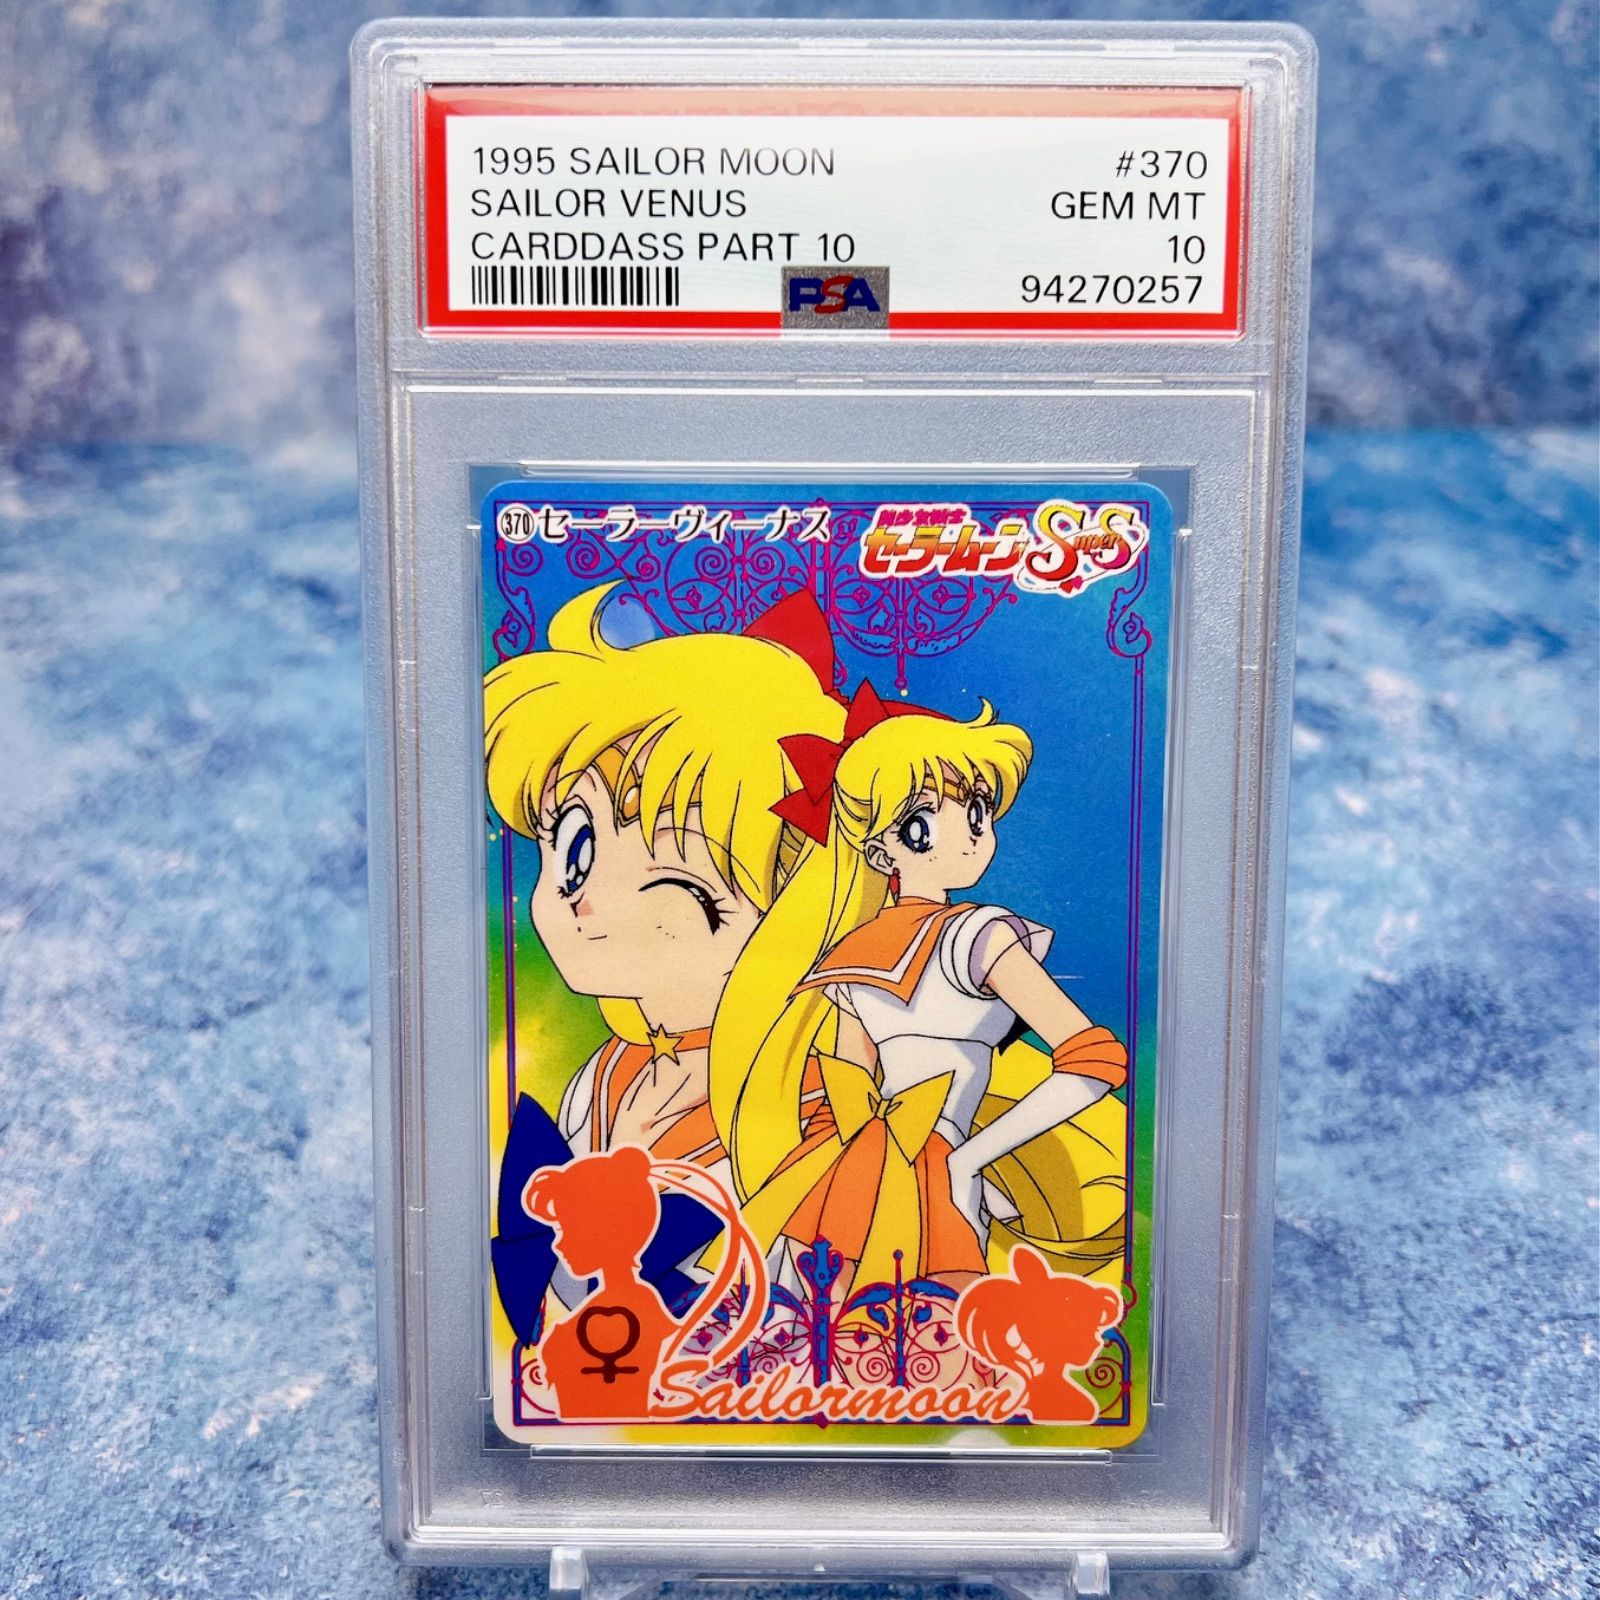 1995 SAILOR MOON #370
SAILOR VENUS GEM MT
CARDDASS PART 10 10
PSA 94270257
370 セーラーヴィーナス
美少女戦士
セーラームーン SuperS
Sailormoon